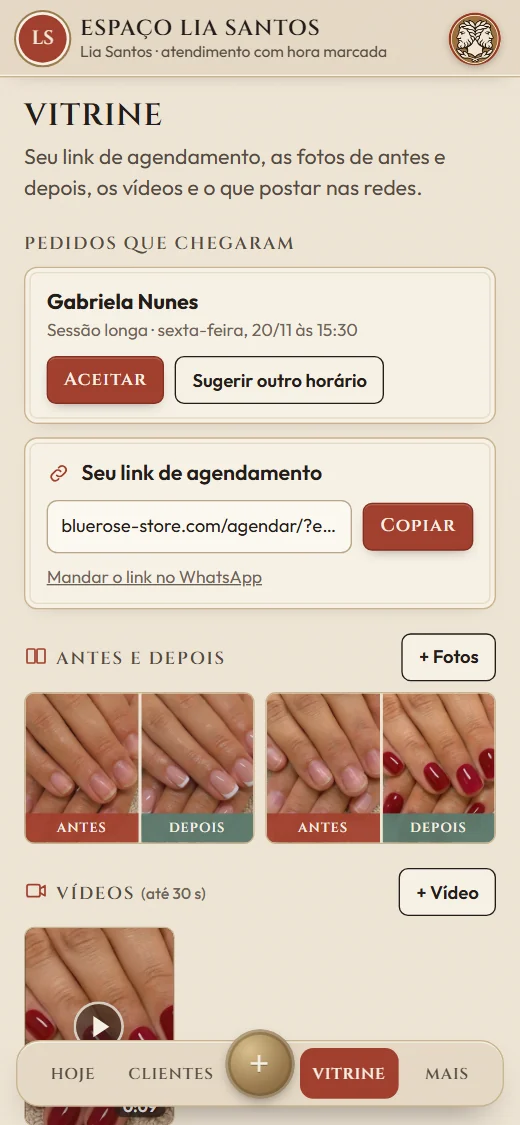 LS
ESPAÇO LIA SANTOS
Lia Santos · atendimento com hora marcada
VITRINE
Seu link de agendamento, as fotos de antes e
depois, os vídeos e o que postar nas redes.
PEDIDOS QUE CHEGARAM
Gabriela Nunes
Sessão longa · sexta-feira, 20/11 às 15:30
ACEITAR
Sugerir outro horário
Seu link de agendamento
bluerose-store.com/agendar/?e...
COPIAR
Mandar o link no WhatsApp
ANTES E DEPOIS
+ Fotos
ANTES
DEPOIS
ANTES
DEPOIS
VÍDEOS (até 30 s)
+ Vídeo
HOJE
CLIENTES
+
VITRINE
MAIS